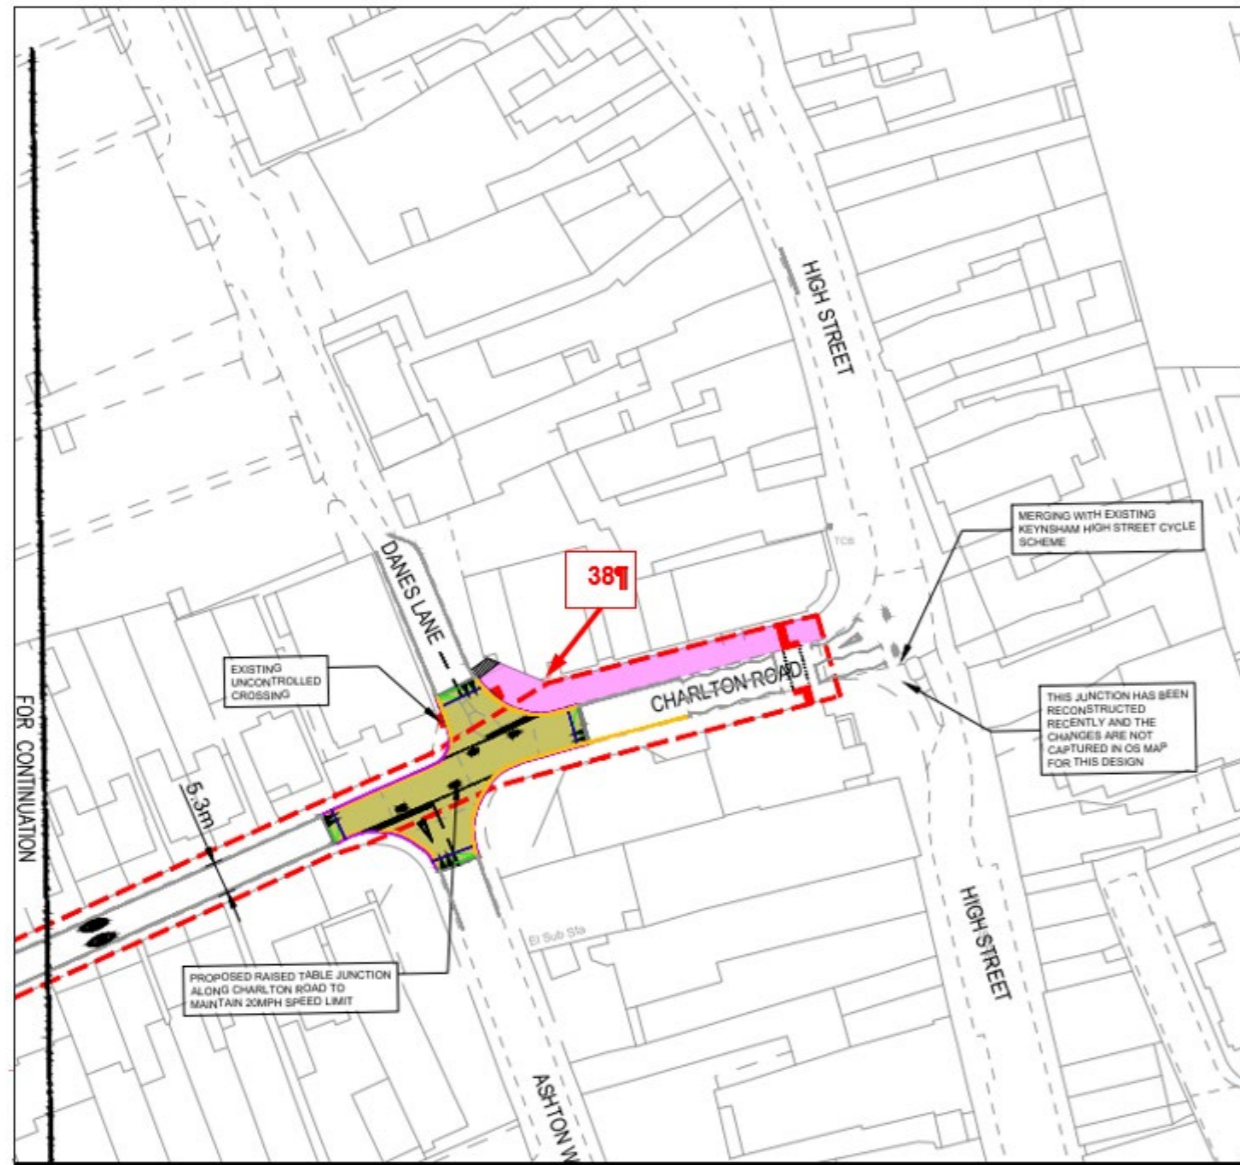 HIGH STREET
MERGING WITH EXISTING
KEYNSHAM HIGH STREET CYCLE
SCHEME
TCB
DANES LANE
38¶
EXISTING
UNCONTROLLED
CROSSING
CHARLTON ROAD
THIS JUNCTION HAS BEEN
RECONSTRUCTED
RECENTLY AND THE
CHANGES ARE NOT
CAPTURED IN OS MAP
FOR THIS DESIGN
FOR CONTINUATION
5.3m
El Sub Sta
HIGH STREET
PROPOSED RAISED TABLE JUNCTION
ALONG CHARLTON ROAD TO
MAINTAIN 20MPH SPEED LIMIT
ASHTON W